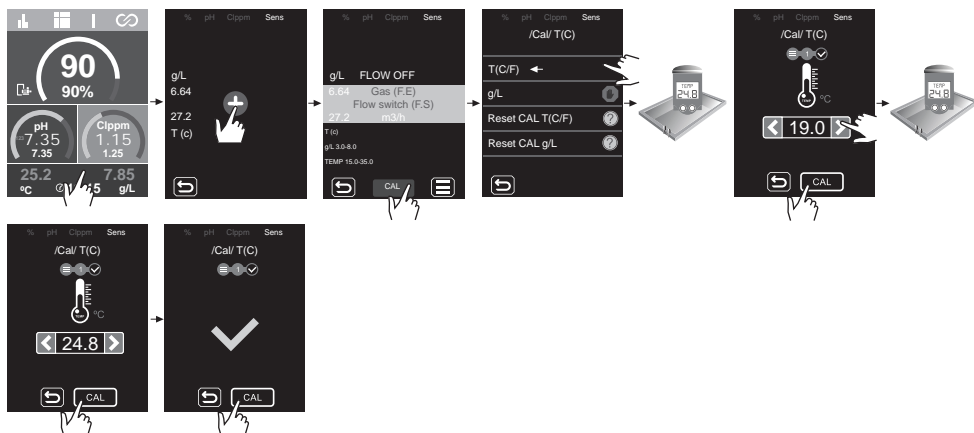 90
90%
pH
7.35
7.35
Clppm
1.15
1.25
25.2
7.85
ºC
g/L
% pH Clppm Sens
g/L
6.64
27.2
T (c)
% pH Clppm Sens
g/L FLOW OFF
6.64 Gas (F.E)
Flow switch (F.S)
27.2 m3/h
T (c)
g/L 3.0-8.0
TEMP 15.0-35.0
CAL
% pH Clppm Sens
/Cal/ T(C)
T(C/F)
g/L
Reset CAL T(C/F) ?
Reset CAL g/L ?
TEMP
24.8
% pH Clppm Sens
/Cal/ T(C)
1
TEMP
ºC
19.0
CAL
TEMP
24.8
% pH Clppm Sens
/Cal/ T(C)
1
TEMP
ºC
24.8
CAL
% pH Clppm Sens
/Cal/ T(C)
1
CAL